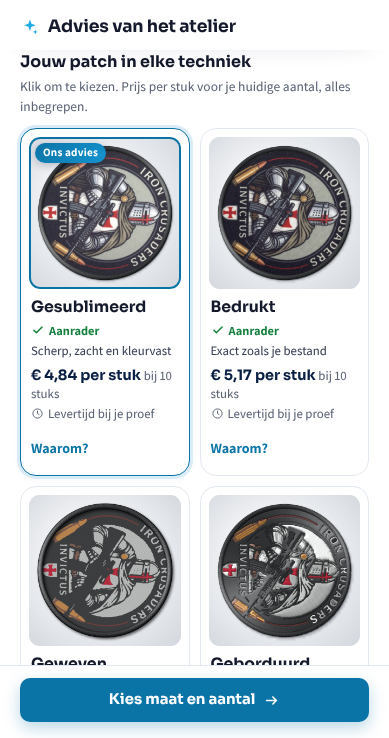 Advies van het atelier
Jouw patch in elke techniek
Klik om te kiezen. Prijs per stuk voor je huidige aantal, alles
inbegrepen.
Ons advies
IRON CRUSADERS
INVICTUS
IRON CRUSADERS
INVICTUS
Gesublimeerd
Aanrader
Scherp, zacht en kleurvast
€ 4,84 per stuk bij 10
stuks
Levertijd bij je proef
Waarom?
Bedrukt
Aanrader
Exact zoals je bestand
€ 5,17 per stuk bij 10
stuks
Levertijd bij je proef
Waarom?
IRON CRUSADERS
INVICTUS
IRON CRUSADERS
INVICTUS
Geweven
Geborduurd
Kies maat en aantal